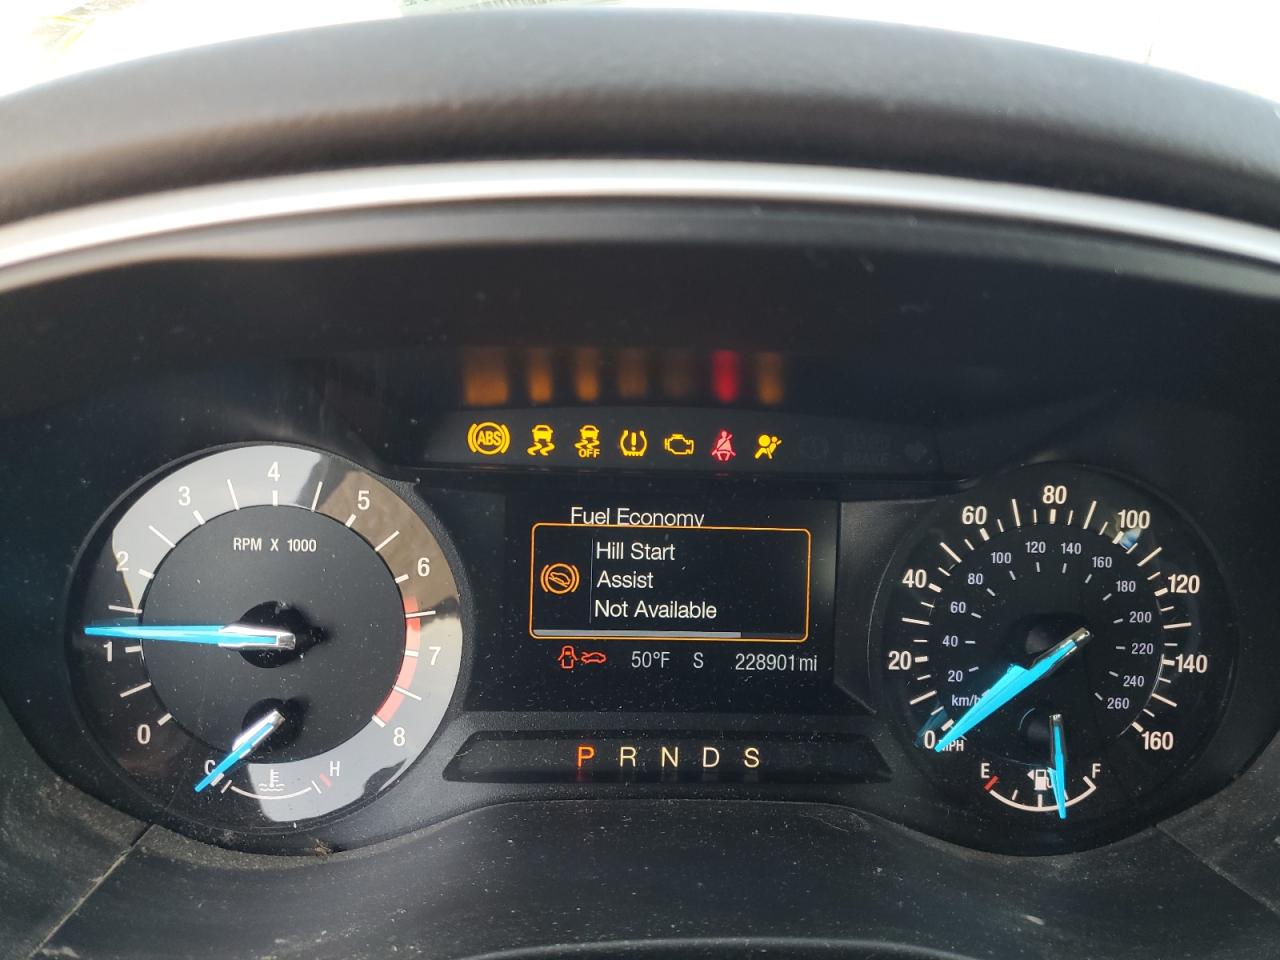 ABS
OFF
0 1 2 3 4 5 6 7 8
RPM X 1000
C H
Fuel Economy
Hill Start
Assist
Not Available
50°F S 228901mi
P R N D S
0 20 40 60 80 100 120 140 160
MPH
20 40 60 80 100 120 140 160 180 200 220 240 260
km/h
E F